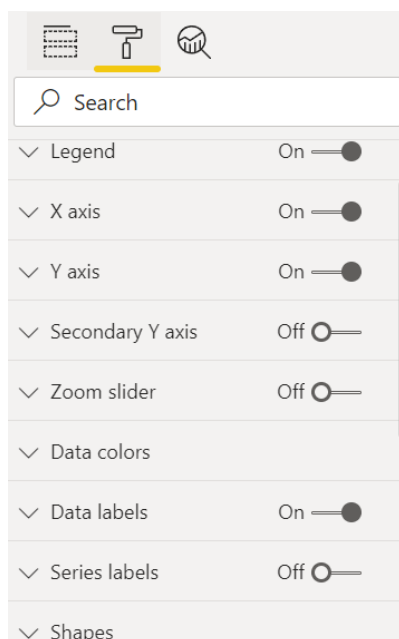 Search
Legend On
X axis On
Y axis On
Secondary Y axis Off
Zoom slider Off
Data colors
Data labels On
Series labels Off
Shapes